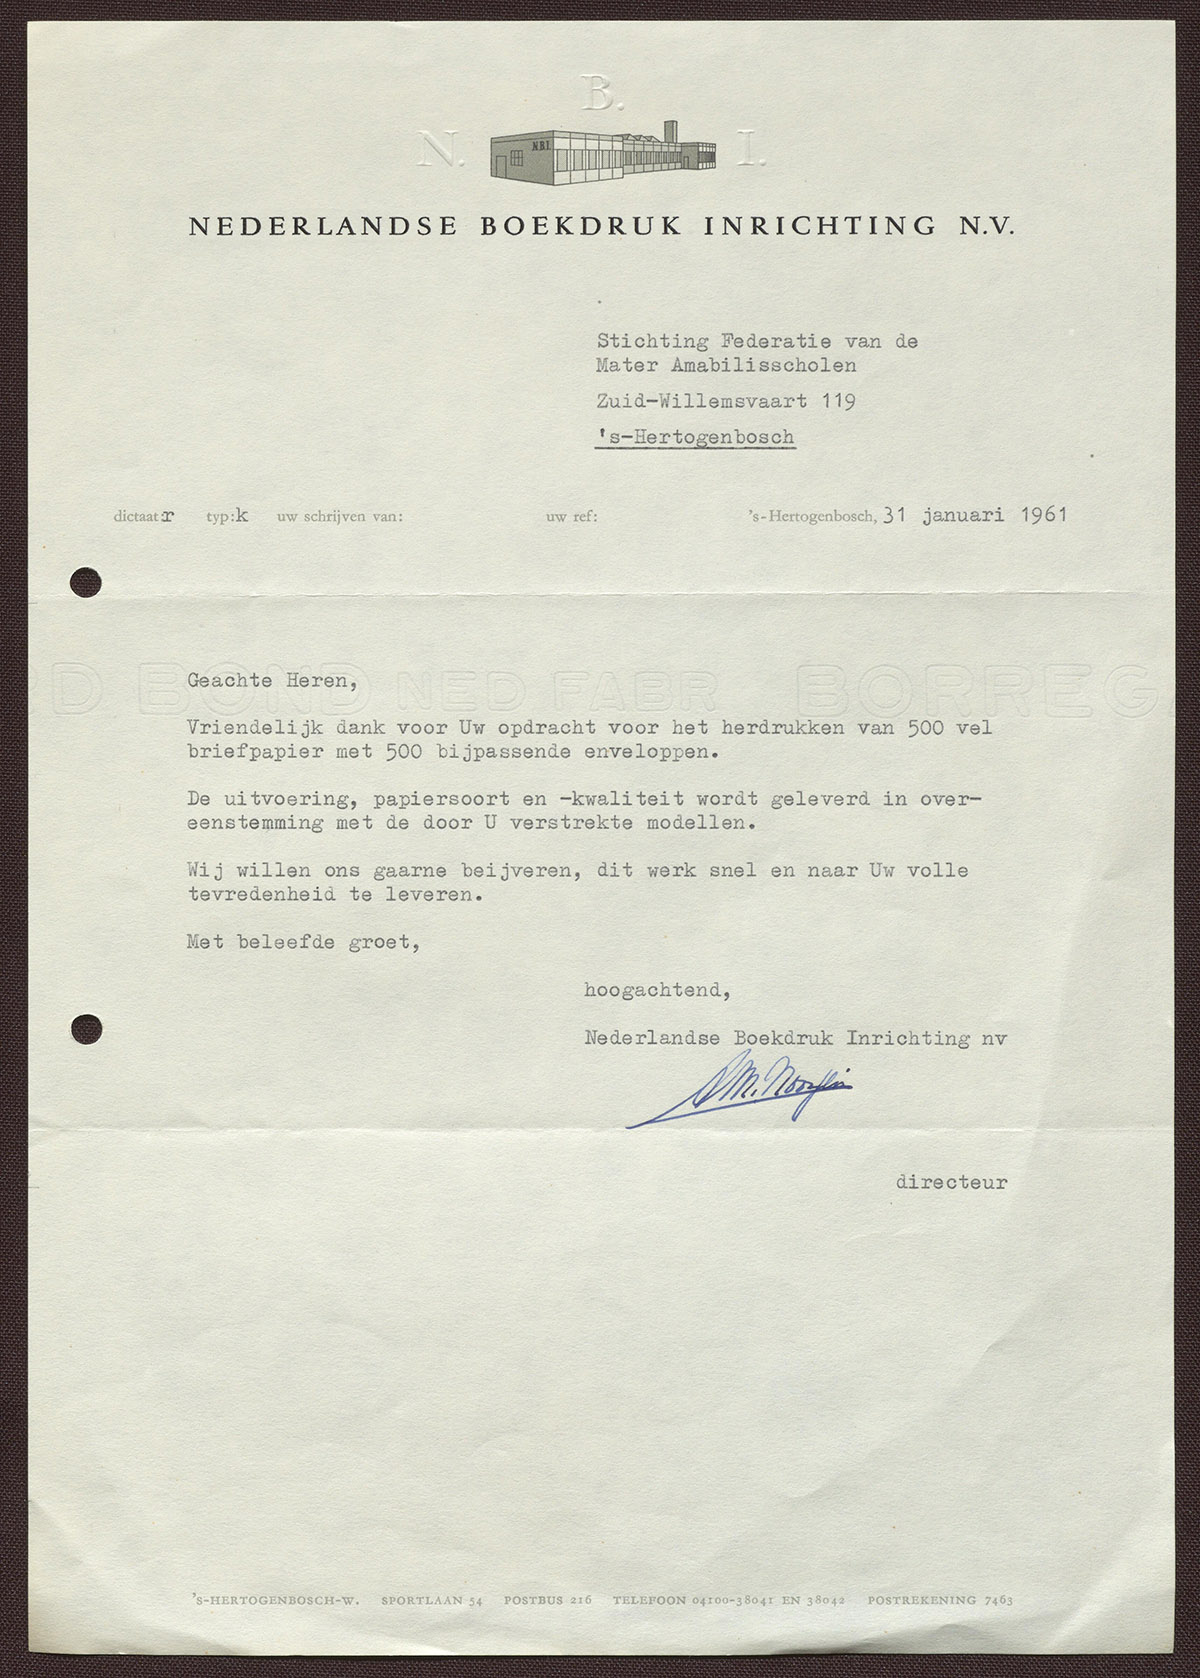 B.
N. I.
N.B.I.
NEDERLANDSE BOEKDRUK INRICHTING N.V.
Stichting Federatie van de
Mater Amabilisscholen
Zuid-Willemsvaart 119
's-Hertogenbosch
dictaat:r typ:k uw schrijven van: uw ref: 's-Hertogenbosch, 31 januari 1961
D BOND NED FABR BORREG
Geachte Heren,
Vriendelijk dank voor Uw opdracht voor het herdrukken van 500 vel
briefpapier met 500 bijpassende enveloppen.
De uitvoering, papiersoort en -kwaliteit wordt geleverd in over-
eenstemming met de door U verstrekte modellen.
Wij willen ons gaarne beijveren, dit werk snel en naar Uw volle
tevredenheid te leveren.
Met beleefde groet,
hoogachtend,
Nederlandse Boekdruk Inrichting nv
directeur
'S-HERTOGENBOSCH-W. SPORTLAAN 54 POSTBUS 216 TELEFOON 04100-38041 EN 38042 POSTREKENING 7463